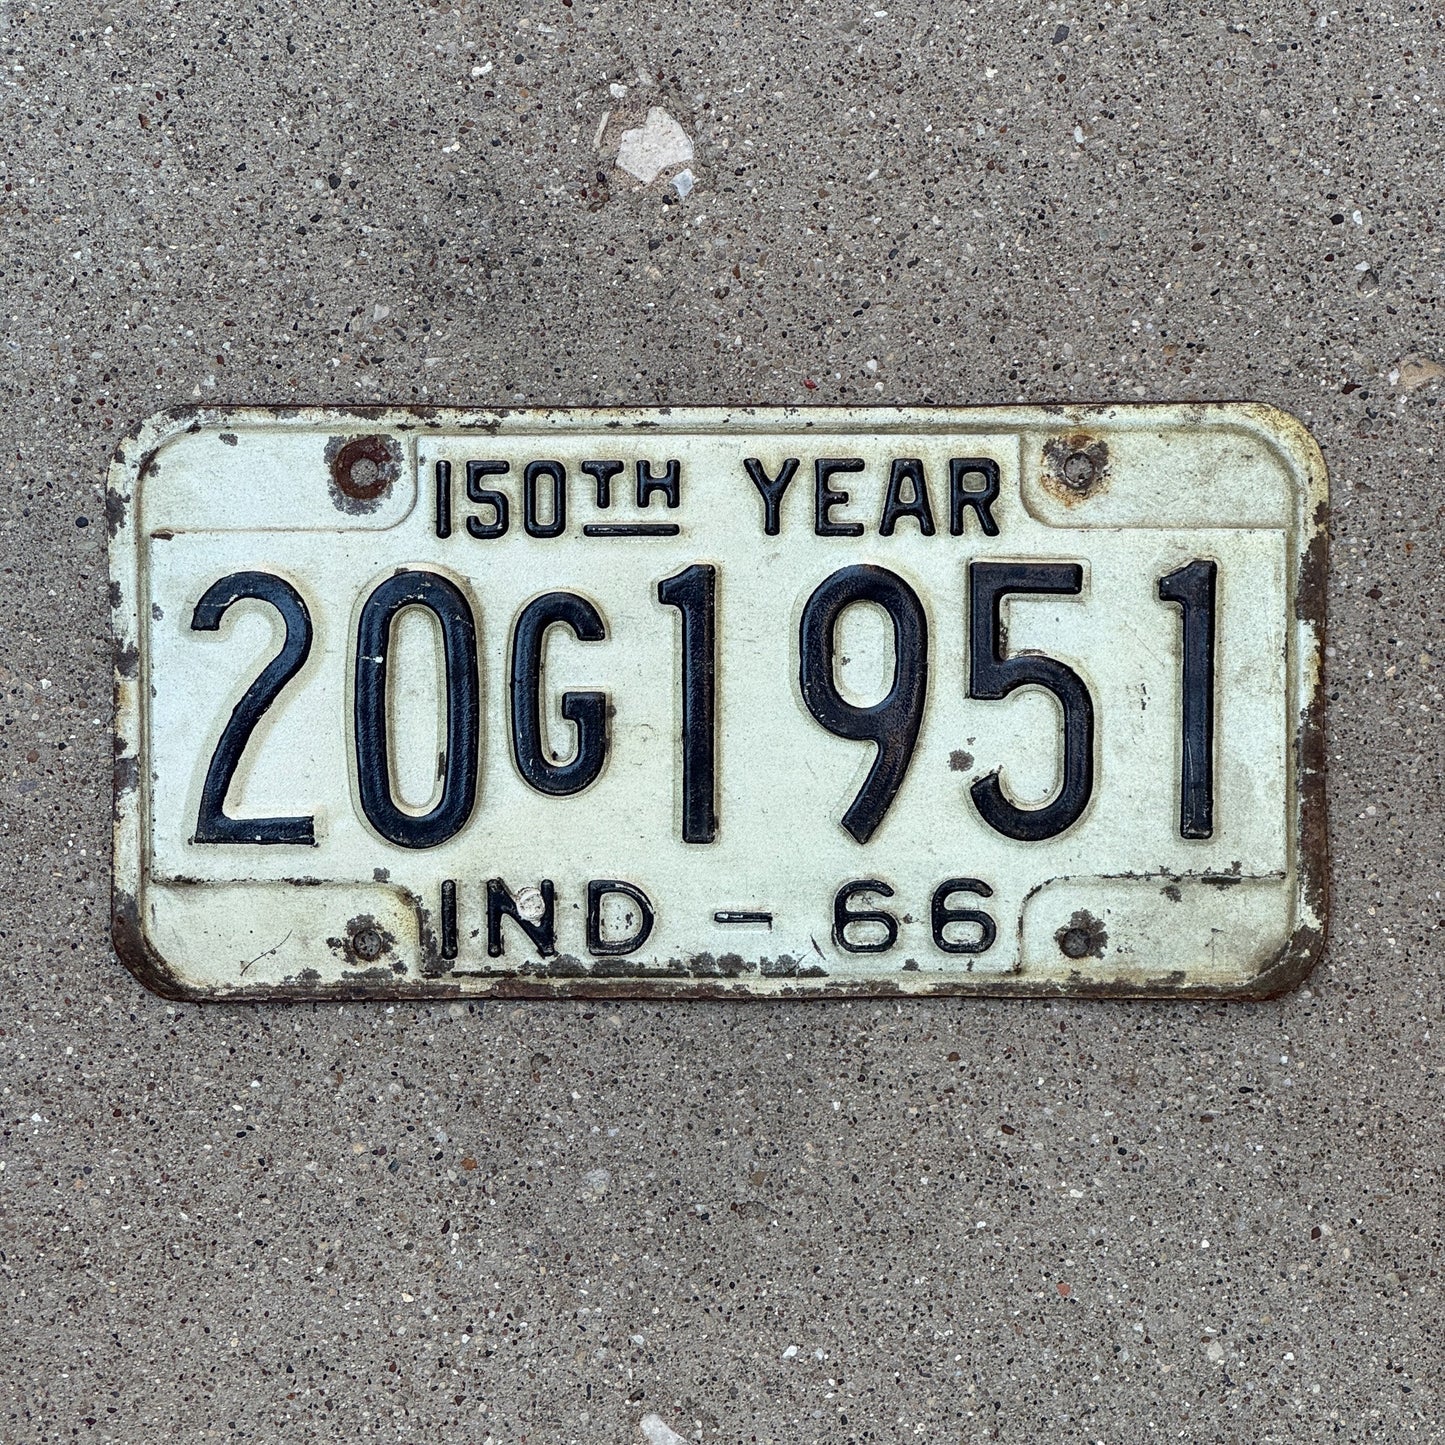 150TH YEAR
20G1951
IND - 66